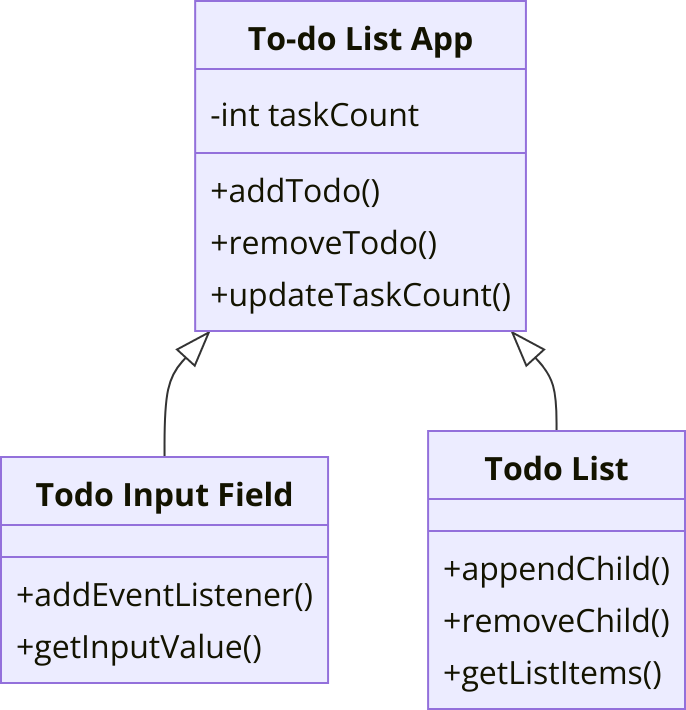 To-do List App
-int taskCount
+addTodo()
+removeTodo()
+updateTaskCount()
Todo Input Field
+addEventListener()
+getInputValue()
Todo List
+appendChild()
+removeChild()
+getListItems()